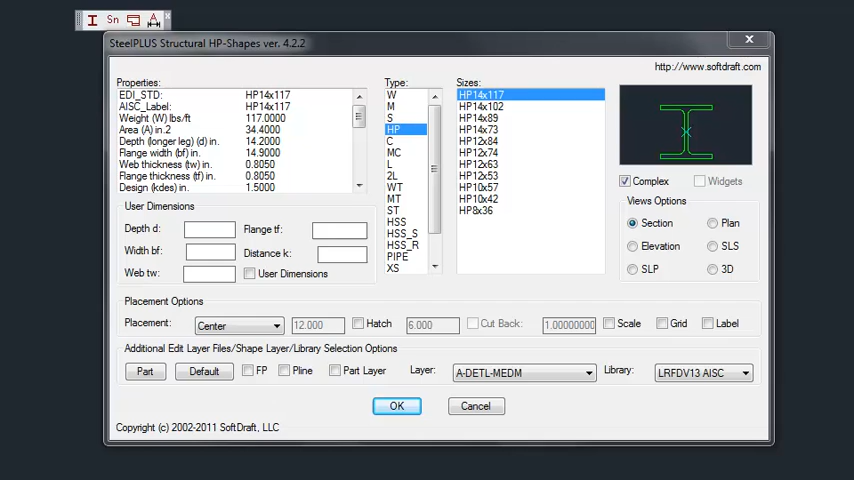 Sn A
SteelPLUS Structural HP-Shapes ver. 4.2.2
http://www.softdraft.com
Properties:
EDI_STD: HP14x117
AISC_Label: HP14x117
Weight (W) lbs/ft 117.0000
Area (A) in.2 34.4000
Depth (longer leg) (d) in. 14.2000
Flange width (bf) in. 14.9000
Web thickness (tw) in. 0.8050
Flange thickness (tf) in. 0.8050
Design (kdes) in. 1.5000
Type:
W
M
S
HP
C
MC
L
2L
WT
MT
ST
HSS
HSS_S
HSS_R
PIPE
XS
Sizes:
HP14x117
HP14x102
HP14x89
HP14x73
HP12x84
HP12x74
HP12x63
HP12x53
HP10x57
HP10x42
HP8x36
Complex Widgets
Views Options
Section Plan
Elevation SLS
SLP 3D
User Dimensions
Depth d: Flange tf:
Width bf: Distance k:
Web tw: User Dimensions
Placement Options
Placement: Center 12.000 Hatch 6.000 Cut Back: 1.00000000 Scale Grid Label
Additional Edit Layer Files/Shape Layer/Library Selection Options
Part Default FP Pline Part Layer Layer: A-DETL-MEDM Library: LRFDV13 AISC
OK Cancel
Copyright (c) 2002-2011 SoftDraft, LLC